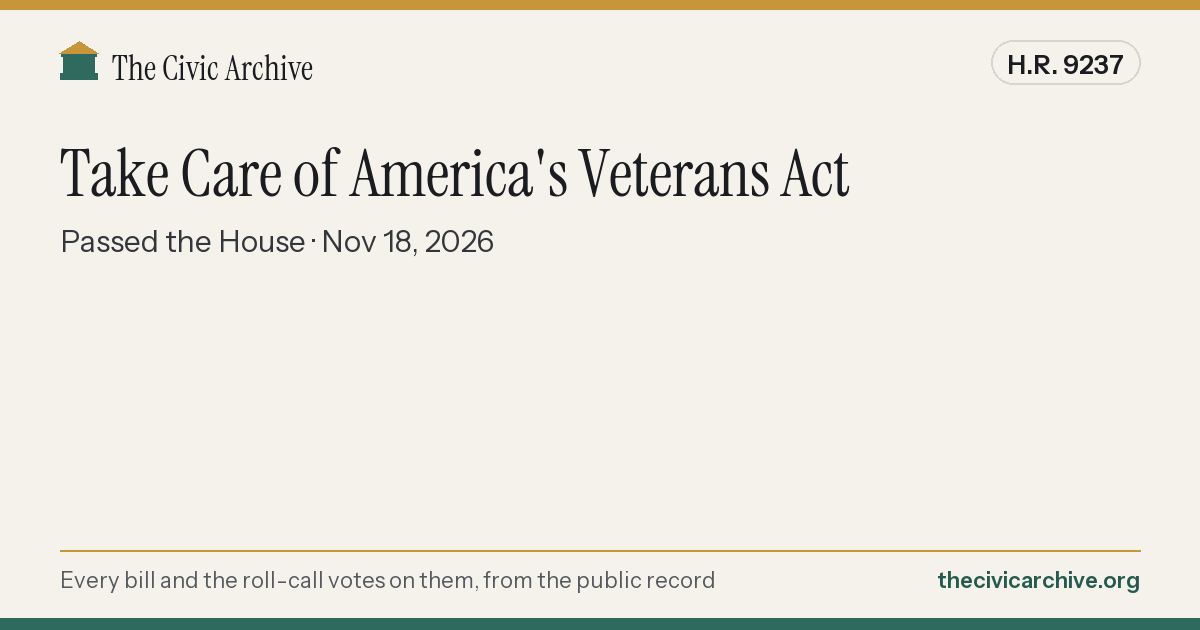 The Civic Archive
H.R. 9237
Take Care of America's Veterans Act
Passed the House · Nov 18, 2026
Every bill and the roll-call votes on them, from the public record
thecivicarchive.org